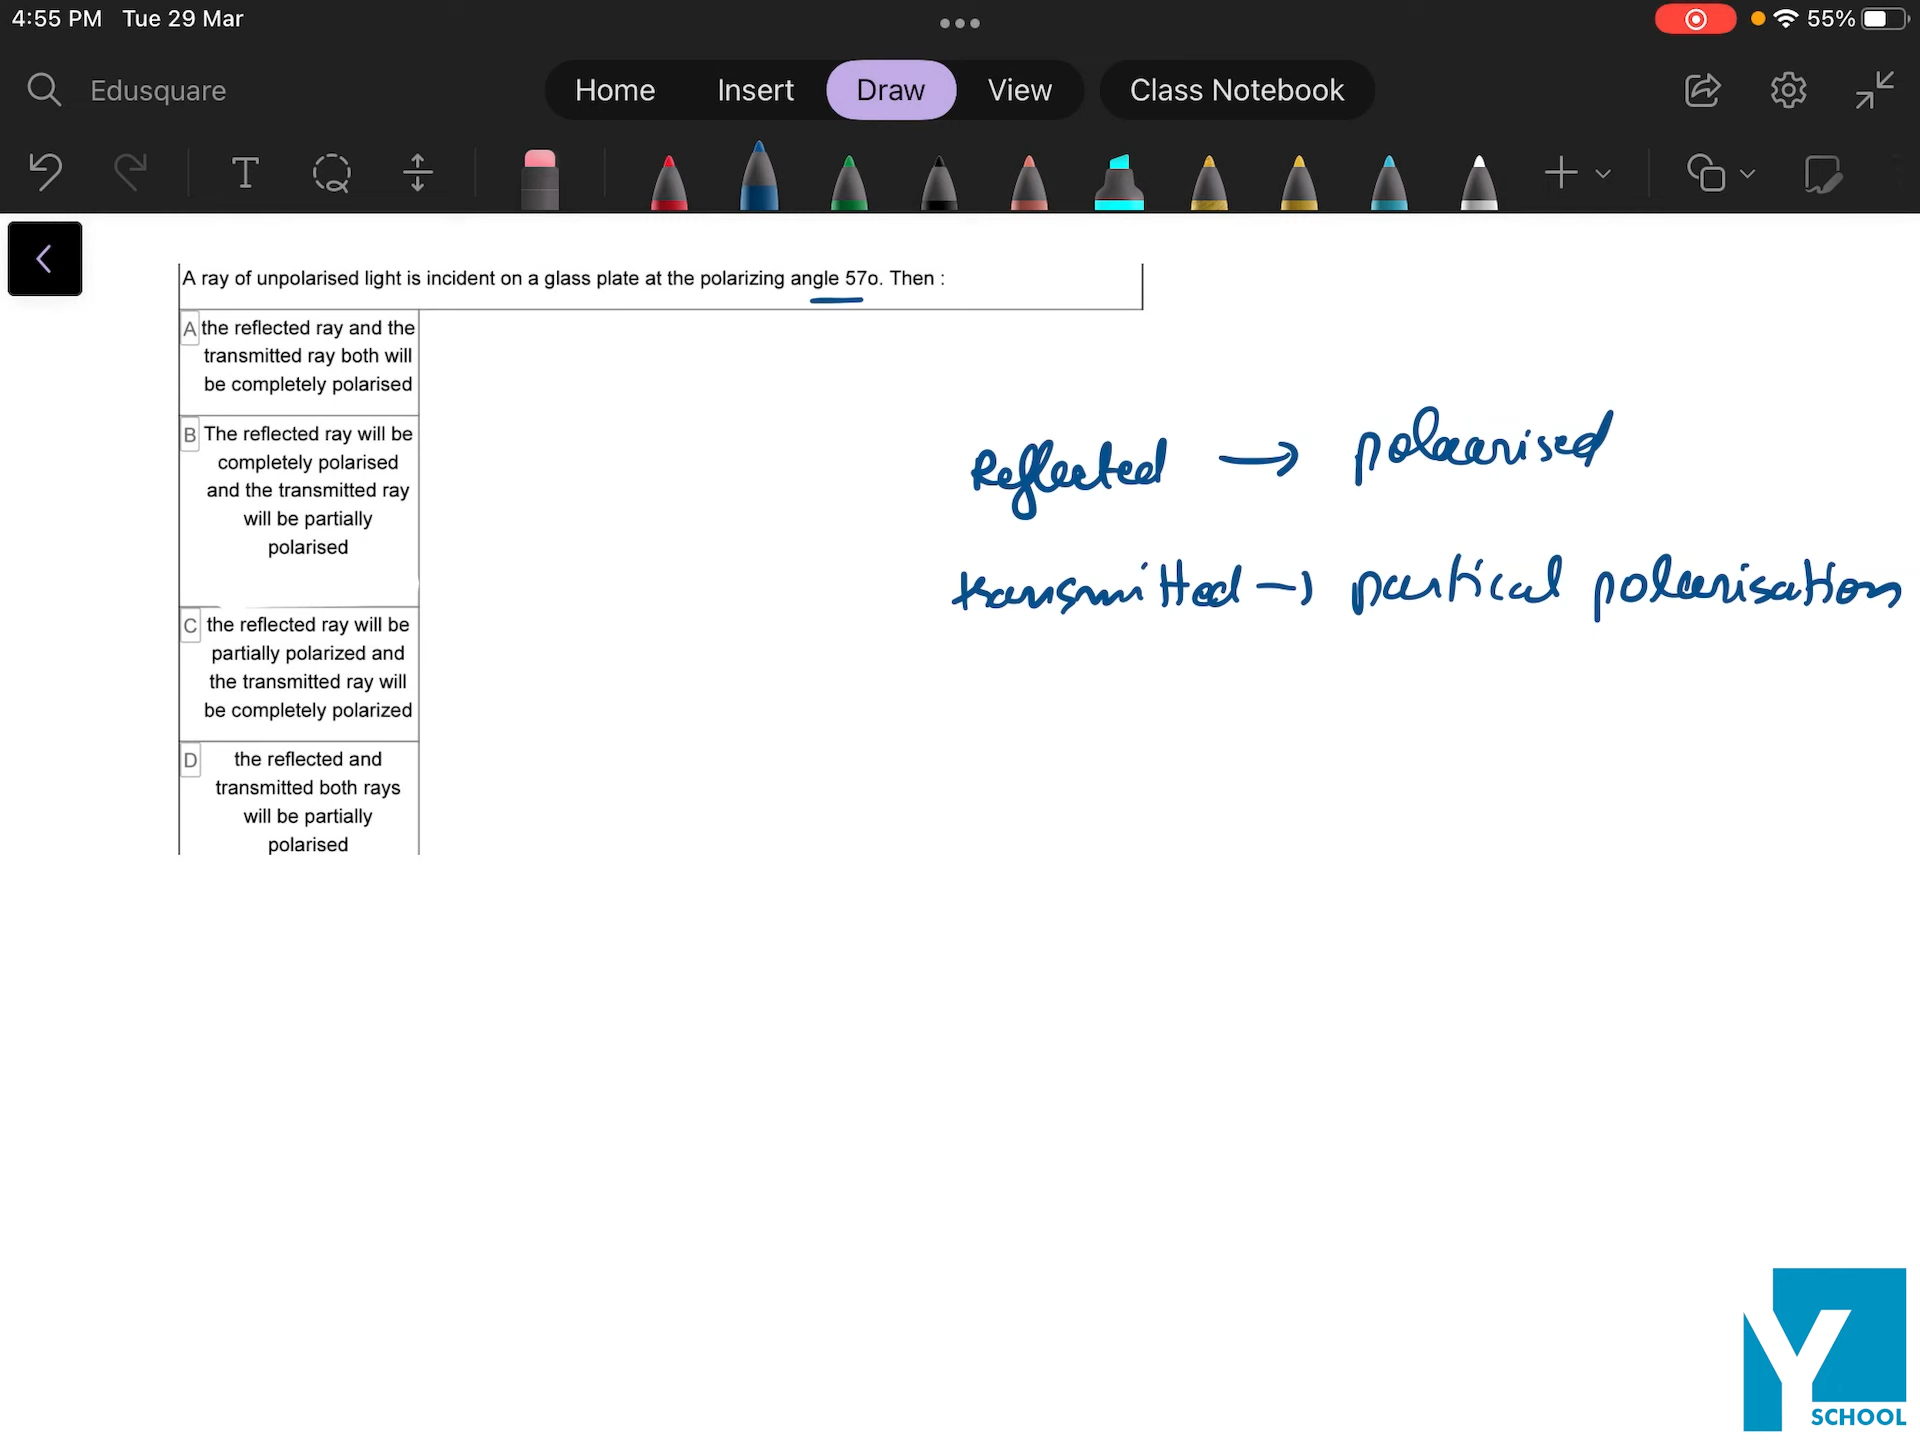 4:55 PM Tue 29 Mar
55%
Edusquare
Home Insert Draw View Class Notebook
A ray of unpolarised light is incident on a glass plate at the polarizing angle 57o. Then :
A the reflected ray and the
transmitted ray both will
be completely polarised
B The reflected ray will be
completely polarised
and the transmitted ray
will be partially
polarised
C the reflected ray will be
partially polarized and
the transmitted ray will
be completely polarized
D the reflected and
transmitted both rays
will be partially
polarised
Reflected → polaarised
transmitted → partical polarisation
Y
SCHOOL